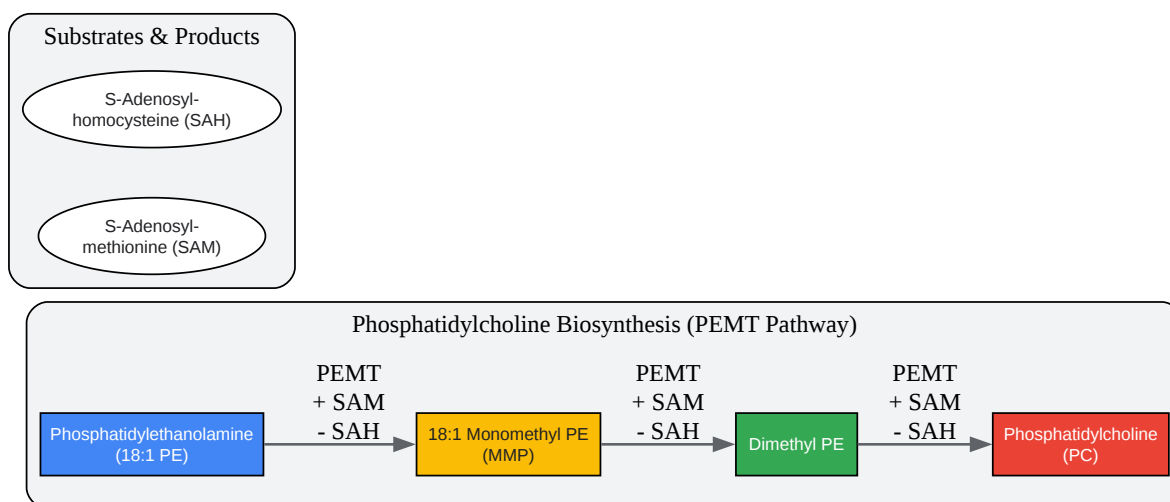 Substrates & Products
S-Adenosyl-
homocysteine (SAH)
S-Adenosyl-
methionine (SAM)
Phosphatidylcholine Biosynthesis (PEMT Pathway)
PEMT
+ SAM
- SAH
PEMT
+ SAM
- SAH
PEMT
+ SAM
- SAH
Phosphatidylethanolamine
(18:1 PE)
18:1 Monomethyl PE
(MMP)
Dimethyl PE
Phosphatidylcholine
(PC)